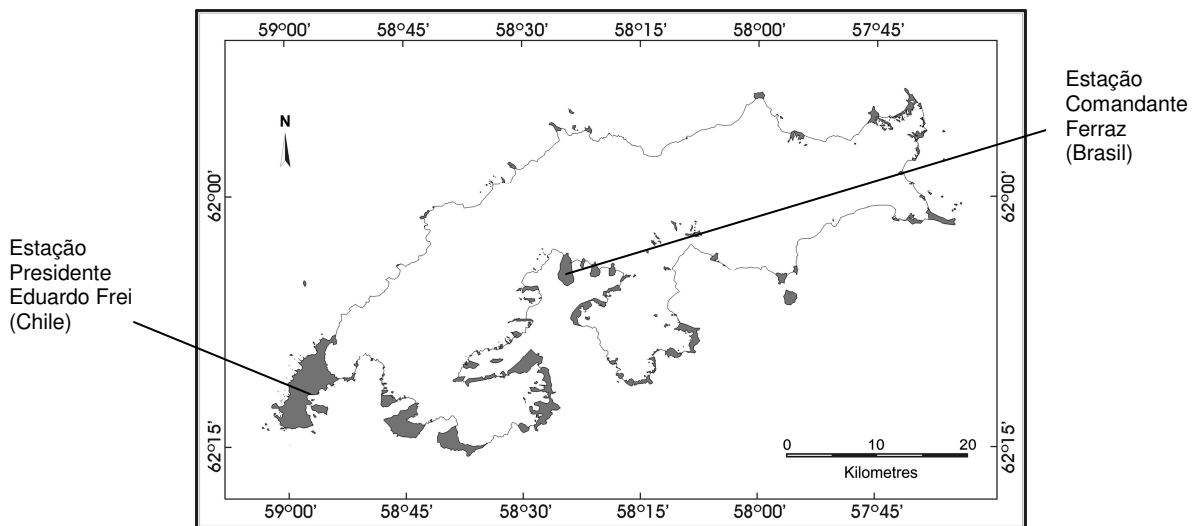 59°00' 58°45' 58°30' 58°15' 58°00' 57°45'
Estação
Comandante
Ferraz
(Brasil)
N
62°00' 62°00'
Estação
Presidente
Eduardo Frei
(Chile)
62°15' 62°15'
0 10 20
Kilometres
59°00' 58°45' 58°30' 58°15' 58°00' 57°45'